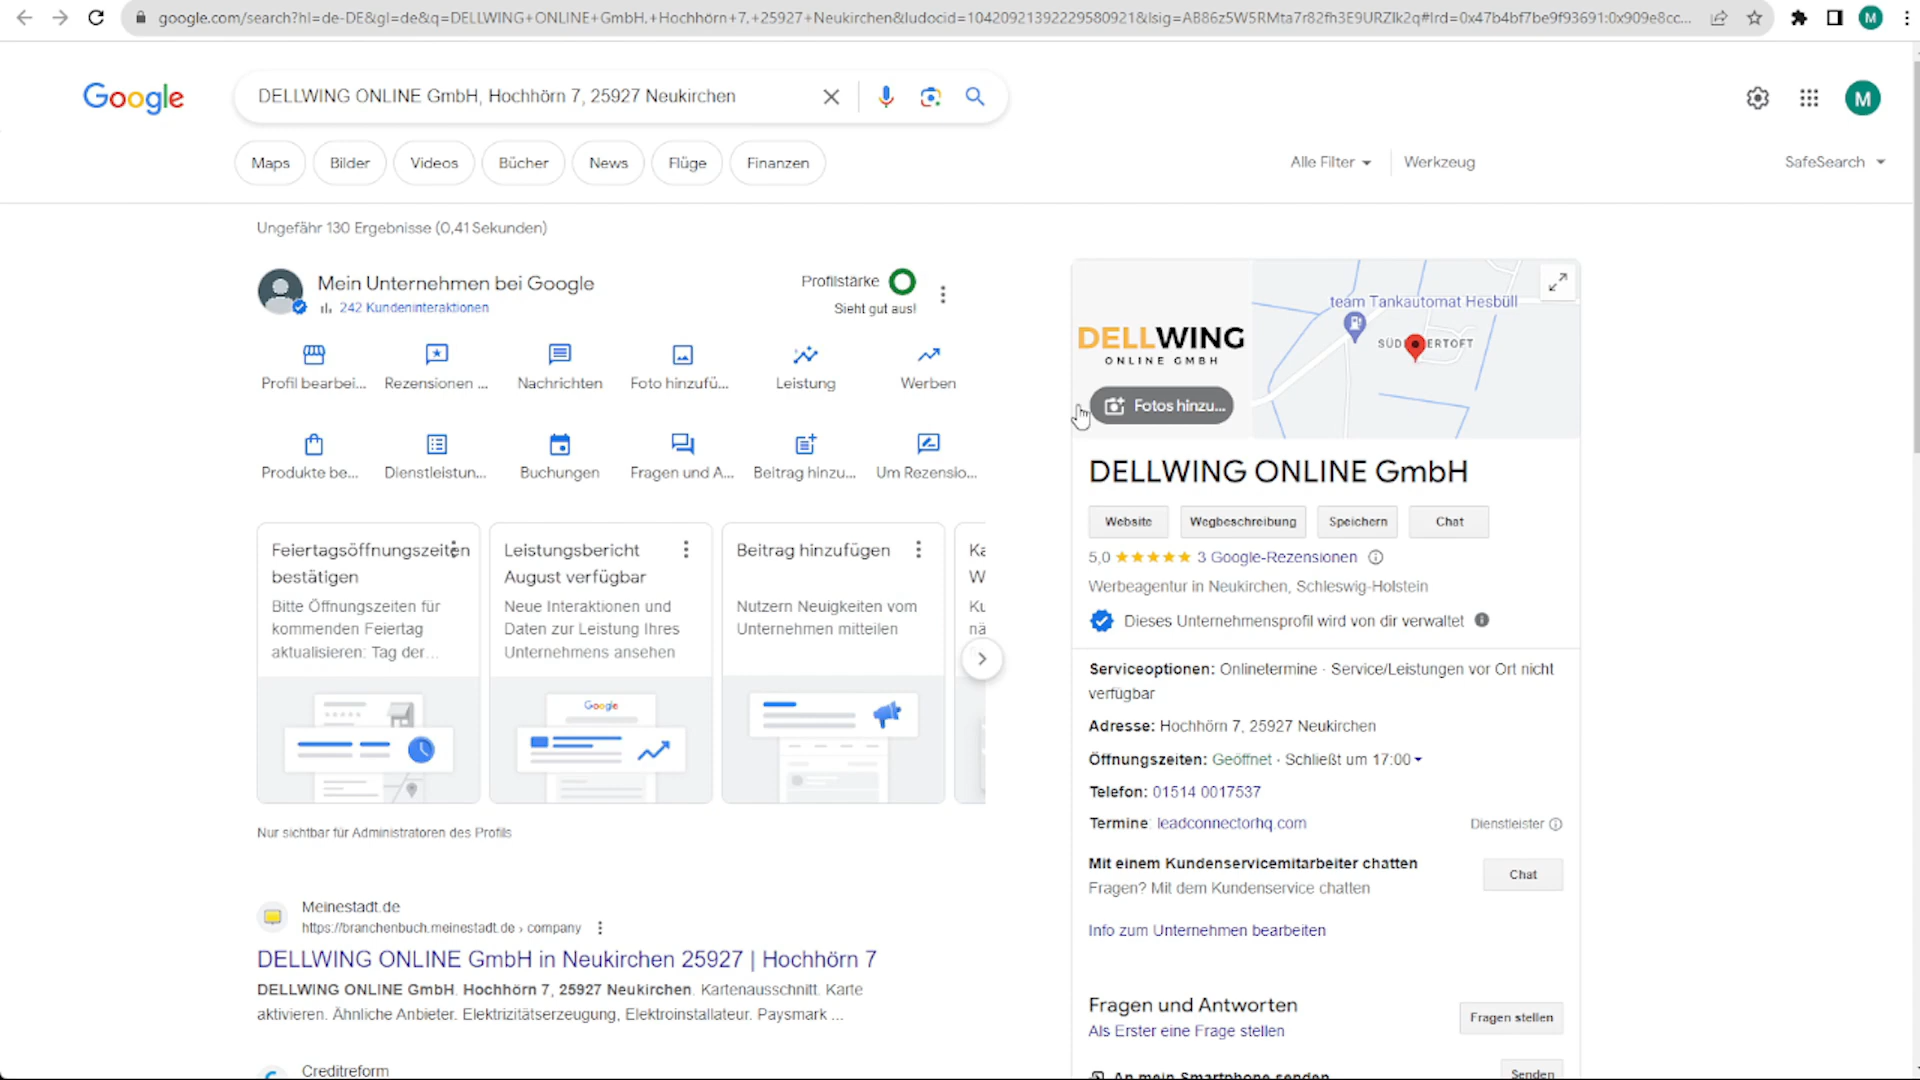 google.com/search?hl=de-DE&gl=de&q=DELLWING+ONLINE+GmbH,+Hochhörn+7,+25927+Neukirchen&ludocid=10420921392229580921&lsig=AB86z5W5RMta7r82fh3E9URZlk2q#lrd=0x47b4bf7be9f93691:0x909e8cc...
M
Google
DELLWING ONLINE GmbH, Hochhörn 7, 25927 Neukirchen
M
Maps
Bilder
Videos
Bücher
News
Flüge
Finanzen
Alle Filter
Werkzeug
SafeSearch
Ungefähr 130 Ergebnisse (0,41 Sekunden)
Mein Unternehmen bei Google
242 Kundeninteraktionen
Profilstärke
Sieht gut aus!
Profil bearbei...
Rezensionen ...
Nachrichten
Foto hinzufü...
Leistung
Werben
Produkte be...
Dienstleistun...
Buchungen
Fragen und A...
Beitrag hinzu...
Um Rezensio...
Feiertagsöffnungszeiten
bestätigen
Bitte Öffnungszeiten für
kommenden Feiertag
aktualisieren: Tag der...
Leistungsbericht
August verfügbar
Neue Interaktionen und
Daten zur Leistung Ihres
Unternehmens ansehen
Google
Beitrag hinzufügen
Nutzern Neuigkeiten vom
Unternehmen mitteilen
Ka
W
Ku
nä
Nur sichtbar für Administratoren des Profils
Meinestadt.de
https://branchenbuch.meinestadt.de › company
DELLWING ONLINE GmbH in Neukirchen 25927 | Hochhörn 7
DELLWING ONLINE GmbH. Hochhörn 7, 25927 Neukirchen. Kartenausschnitt. Karte
aktivieren. Ähnliche Anbieter. Elektrizitätserzeugung, Elektroinstallateur. Paysmark ...
Creditreform
DELLWING
ONLINE GMBH
Fotos hinzu...
team Tankautomat Hesbüll
DELLWING ONLINE GmbH
Website
Wegbeschreibung
Speichern
Chat
5,0 ★★★★★ 3 Google-Rezensionen
Werbeagentur in Neukirchen, Schleswig-Holstein
Dieses Unternehmensprofil wird von dir verwaltet
Serviceoptionen: Onlinetermine · Service/Leistungen vor Ort nicht
verfügbar
Adresse: Hochhörn 7, 25927 Neukirchen
Öffnungszeiten: Geöffnet · Schließt um 17:00
Telefon: 01514 0017537
Termine: leadconnectorhq.com
Dienstleister
Mit einem Kundenservicemitarbeiter chatten
Fragen? Mit dem Kundenservice chatten
Chat
Info zum Unternehmen bearbeiten
Fragen und Antworten
Als Erster eine Frage stellen
Fragen stellen
An mein Smartphone senden
Senden